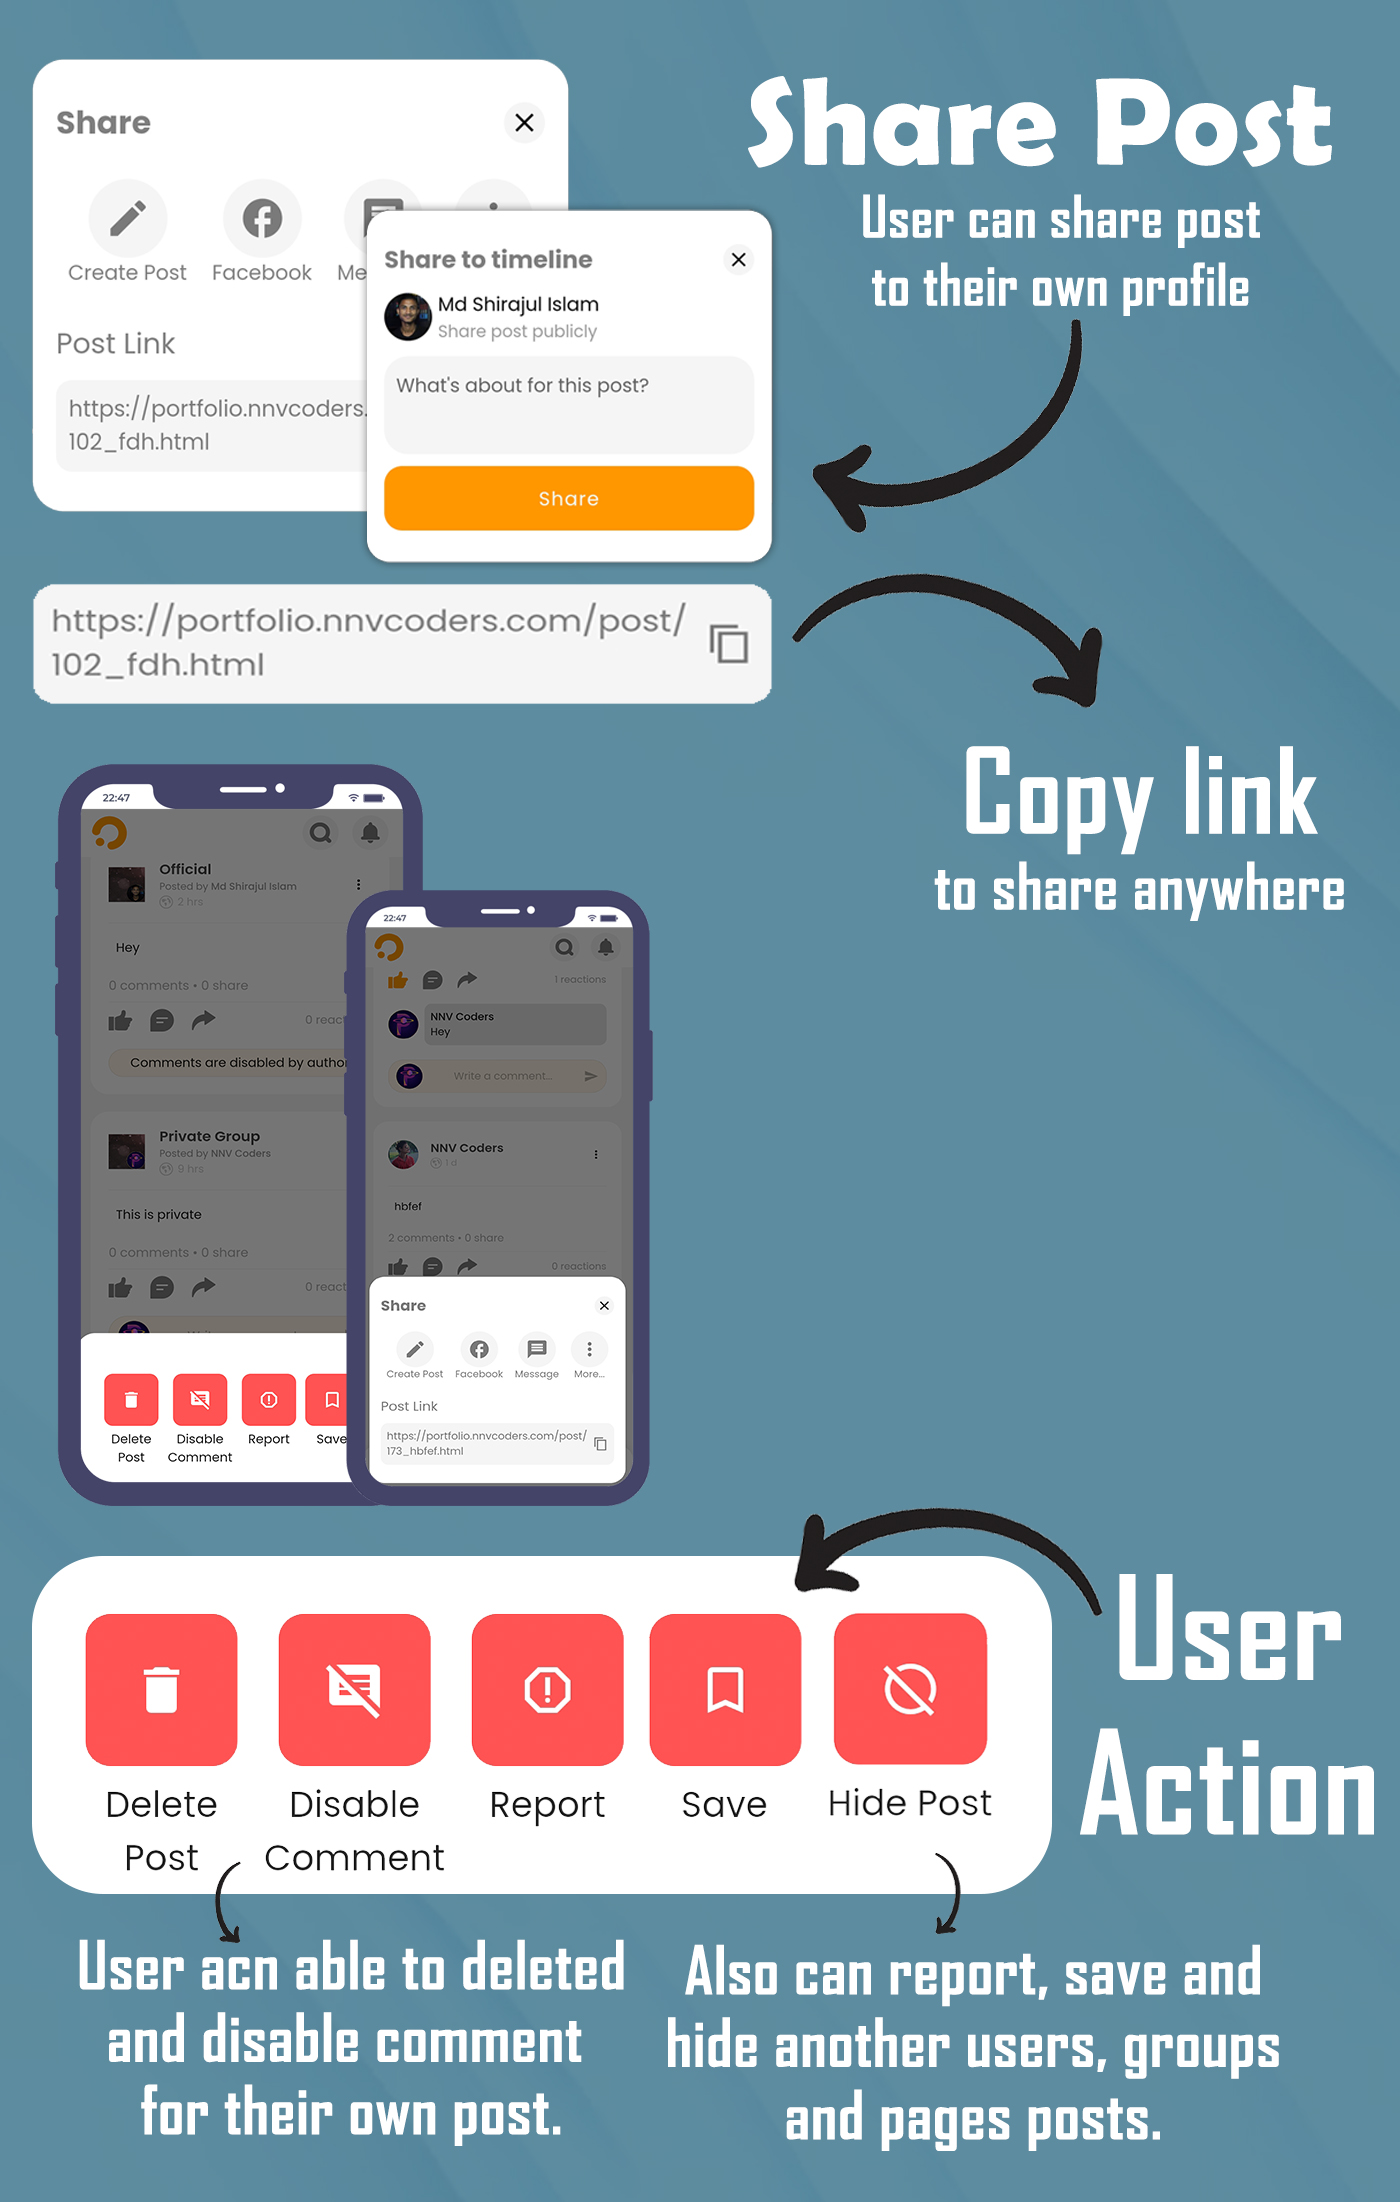 Share
Create Post
Facebook
Me
Post Link
https://portfolio.nnvcoders.
102_fdh.html
Share to timeline
Md Shirajul Islam
Share post publicly
What's about for this post?
Share
Share Post
User can share post
to their own profile
https://portfolio.nnvcoders.com/post/
102_fdh.html
Copy link
to share anywhere
22:47
Official
Posted by Md Shirajul Islam
2 hrs
Hey
0 comments • 0 share
0 react
Comments are disabled by autho
Private Group
Posted by NNV Coders
9 hrs
This is private
0 comments • 0 share
0 react
Delete
Post
Disable
Comment
Report
Save
22:47
1 reactions
NNV Coders
Hey
Write a comment...
NNV Coders
1 d
hbfef
2 comments • 0 share
0 reactions
Share
Create Post
Facebook
Message
More...
Post Link
https://portfolio.nnvcoders.com/post/
173_hbfef.html
User
Action
Delete
Post
Disable
Comment
Report
Save
Hide Post
User acn able to deleted
and disable comment
for their own post.
Also can report, save and
hide another users, groups
and pages posts.